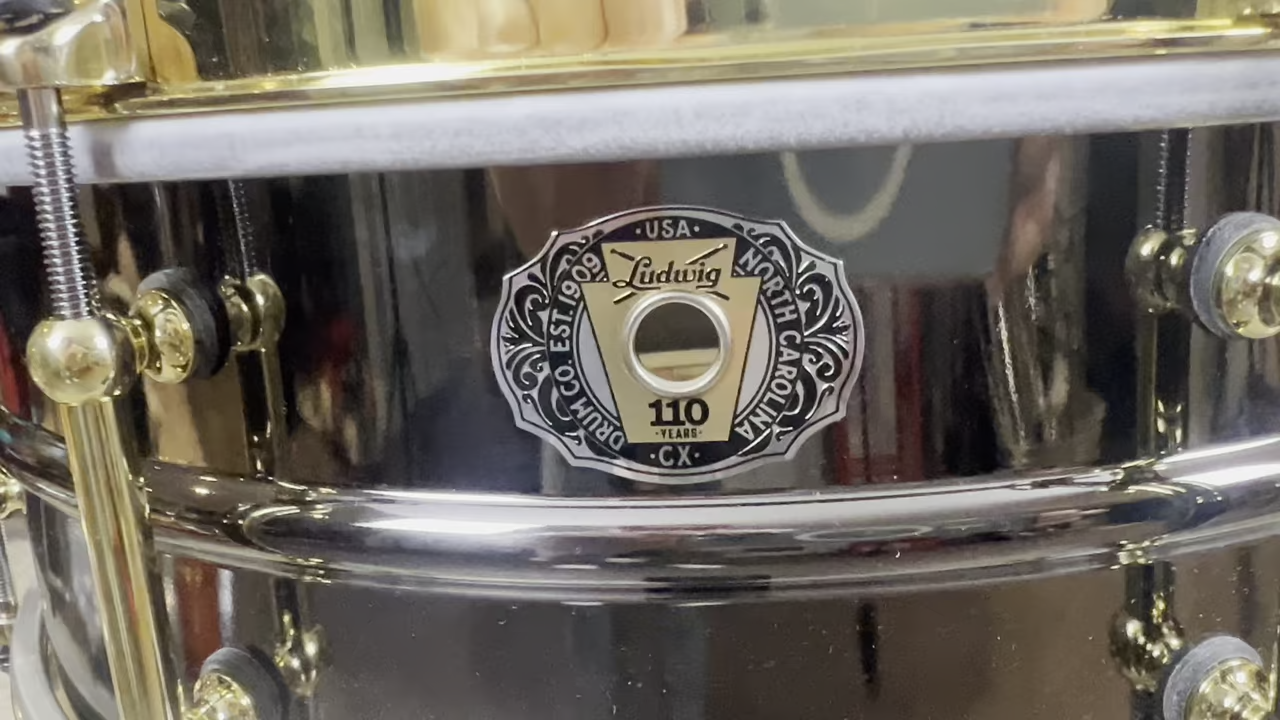 ·USA·
Ludwig
DRUM CO. EST. 1909
NORTH CAROLINA
110
·YEARS·
·CX·